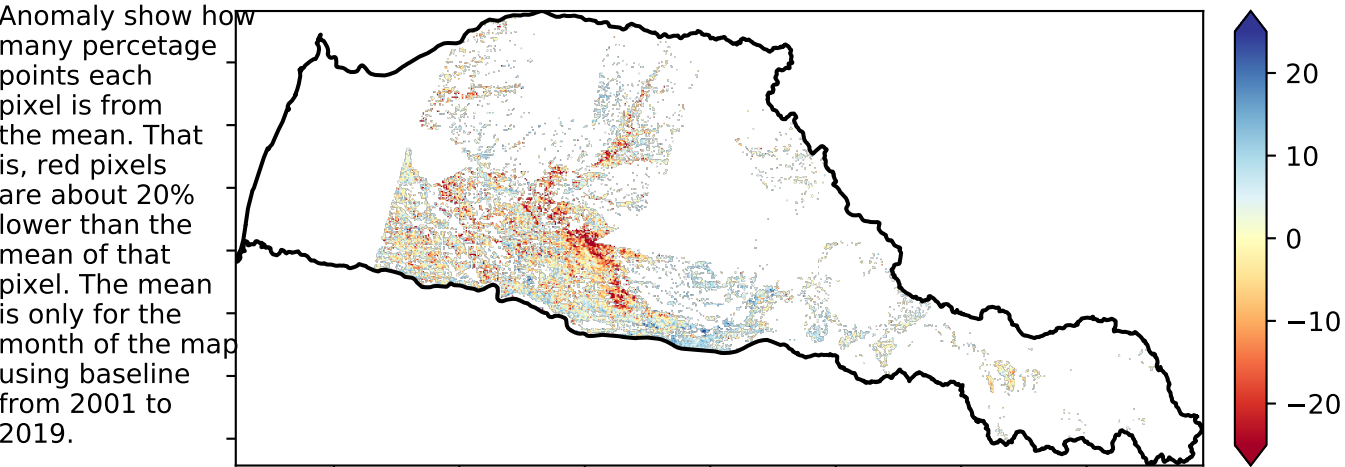 Anomaly show how
many percetage
points each
pixel is from
the mean. That
is, red pixels
are about 20%
lower than the
mean of that
pixel. The mean
is only for the
month of the map
using baseline
from 2001 to
2019.
20
10
0
−10
−20